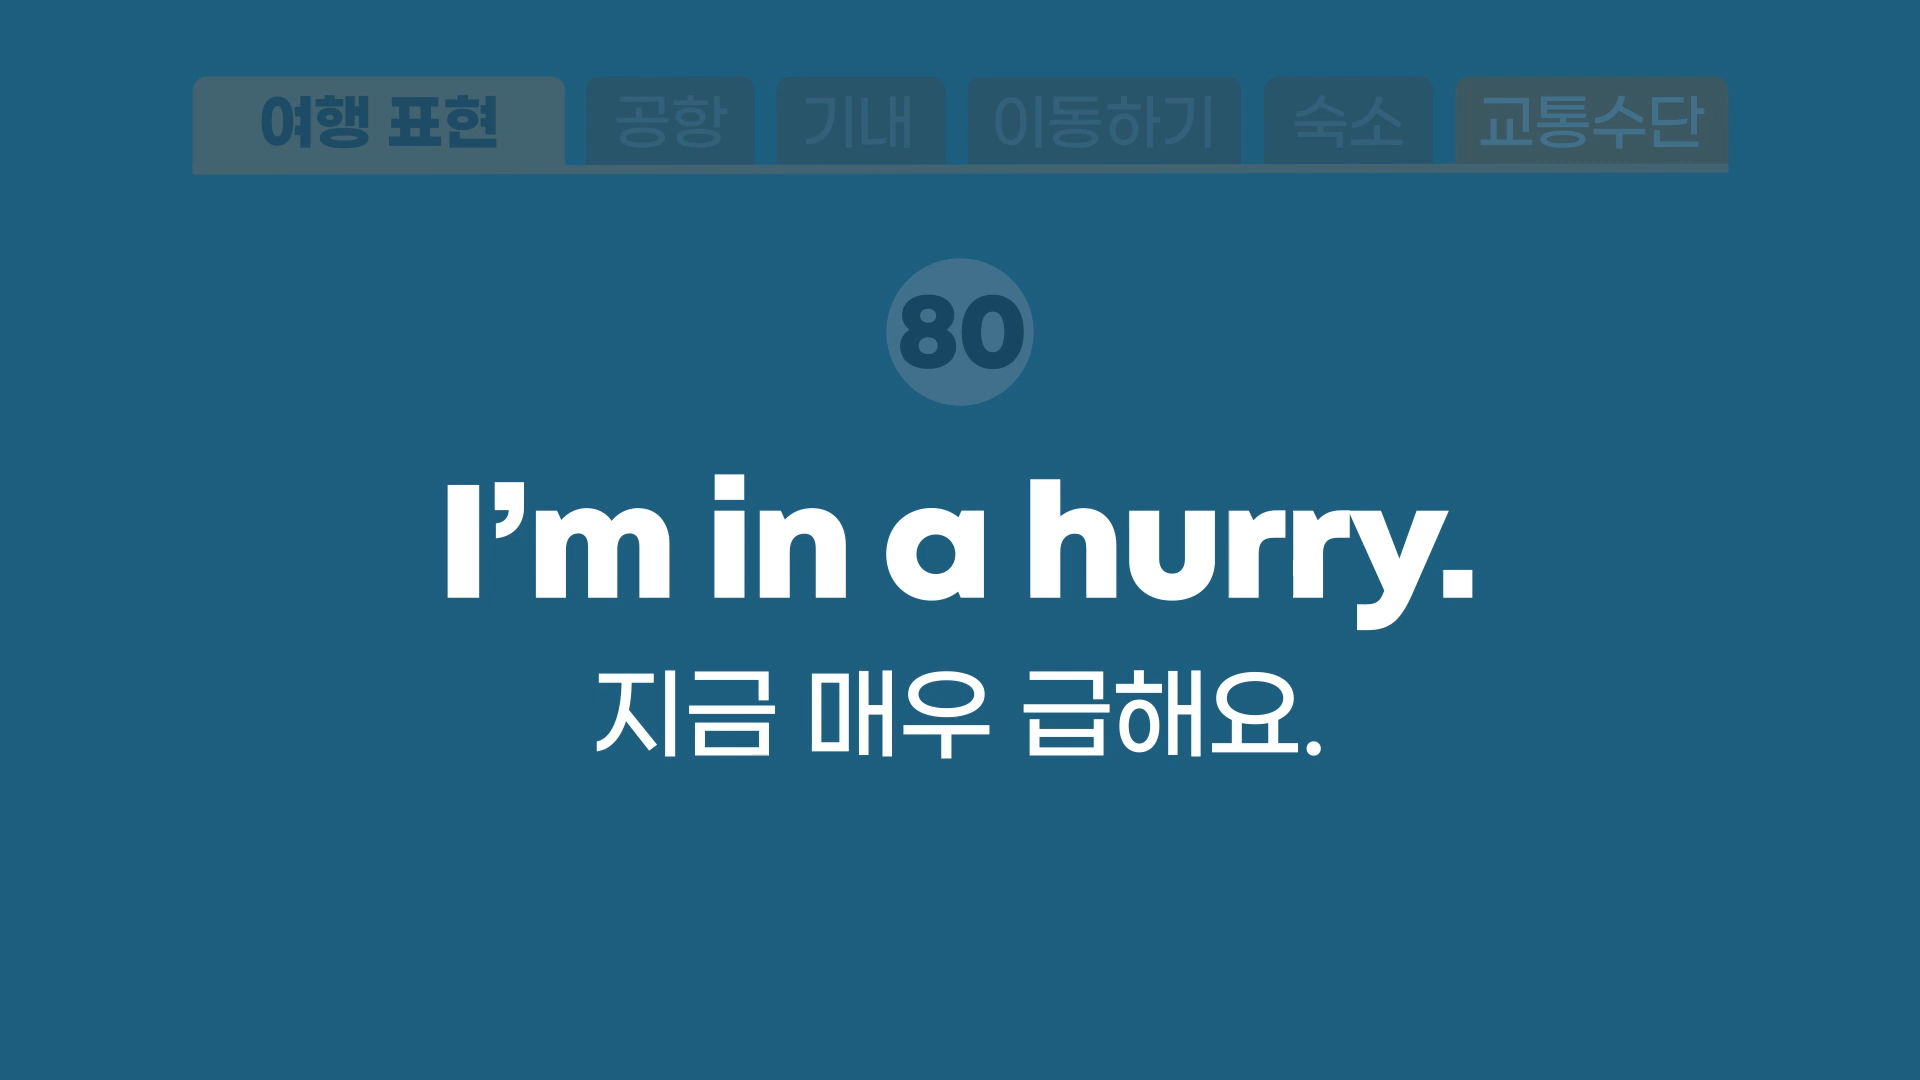 여행 표현 공항 기내 이동하기 숙소 교통수단
80
I’m in a hurry.
지금 매우 급해요.